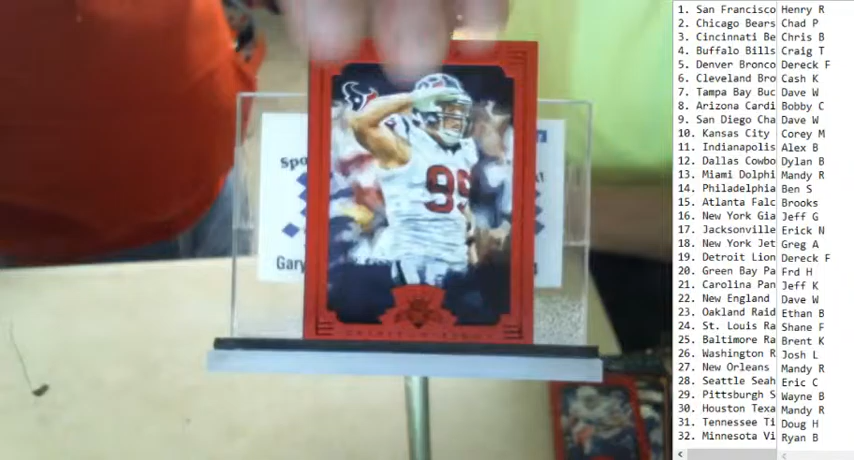 1. San Francisco Henry R
2. Chicago Bears Chad P
3. Cincinnati Be Chris B
4. Buffalo Bills Craig T
5. Denver Bronco Dereck F
6. Cleveland Bro Cash K
7. Tampa Bay Buc Dave W
8. Arizona Cardi Bobby C
9. San Diego Cha Dave W
10. Kansas City Corey M
11. Indianapolis Alex B
12. Dallas Cowbo Dylan B
13. Miami Dolphi Mandy R
14. Philadelphia Ben S
15. Atlanta Falc Brooks
16. New York Gia Jeff G
17. Jacksonville Erick N
18. New York Jet Greg A
19. Detroit Lion Dereck F
20. Green Bay Pa Frd H
21. Carolina Pan Jeff K
22. New England Dave W
23. Oakland Raid Ethan B
24. St. Louis Ra Shane F
25. Baltimore Ra Brent K
26. Washington R Josh L
27. New Orleans Mandy R
28. Seattle Seah Eric C
29. Pittsburgh S Wayne B
30. Houston Texa Mandy R
31. Tennessee Ti Doug H
32. Minnesota Vi Ryan B
Spo
99
Gary